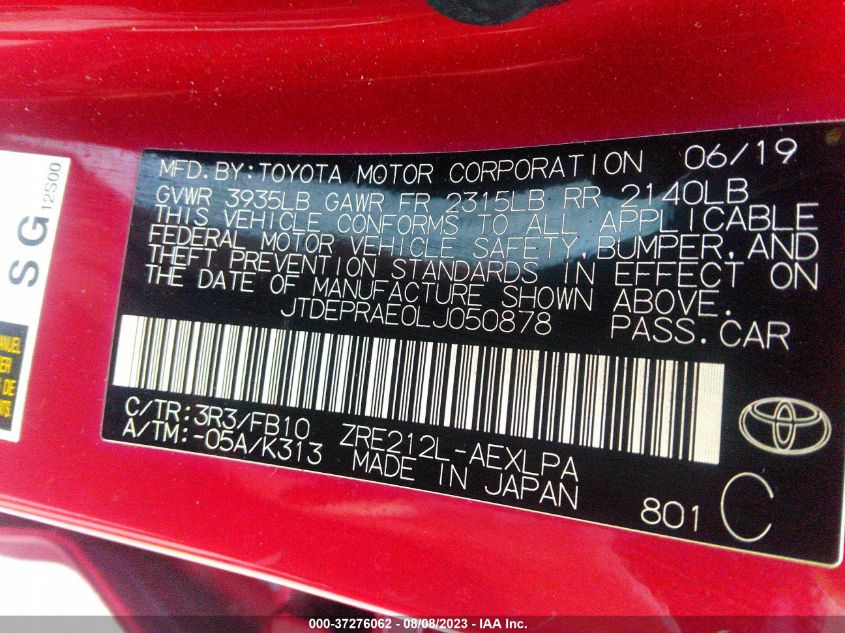 MFD.BY:TOYOTA MOTOR CORPORATION 06/19
GVWR 3935LB GAWR FR 2315LB RR 2140LB
THIS VEHICLE CONFORMS TO ALL APPLICABLE
FEDERAL MOTOR VEHICLE SAFETY,BUMPER,AND
THEFT PREVENTION STANDARDS IN EFFECT ON
THE DATE OF MANUFACTURE SHOWN ABOVE.
JTDEPRAE0LJ050878 PASS.CAR
C/TR:3R3/FB10 ZRE212L-AEXLPA
A/TM:-05A/K313 MADE IN JAPAN
801 C
SG
12S00
DE
000-37276062 - 08/08/2023 - IAA Inc.